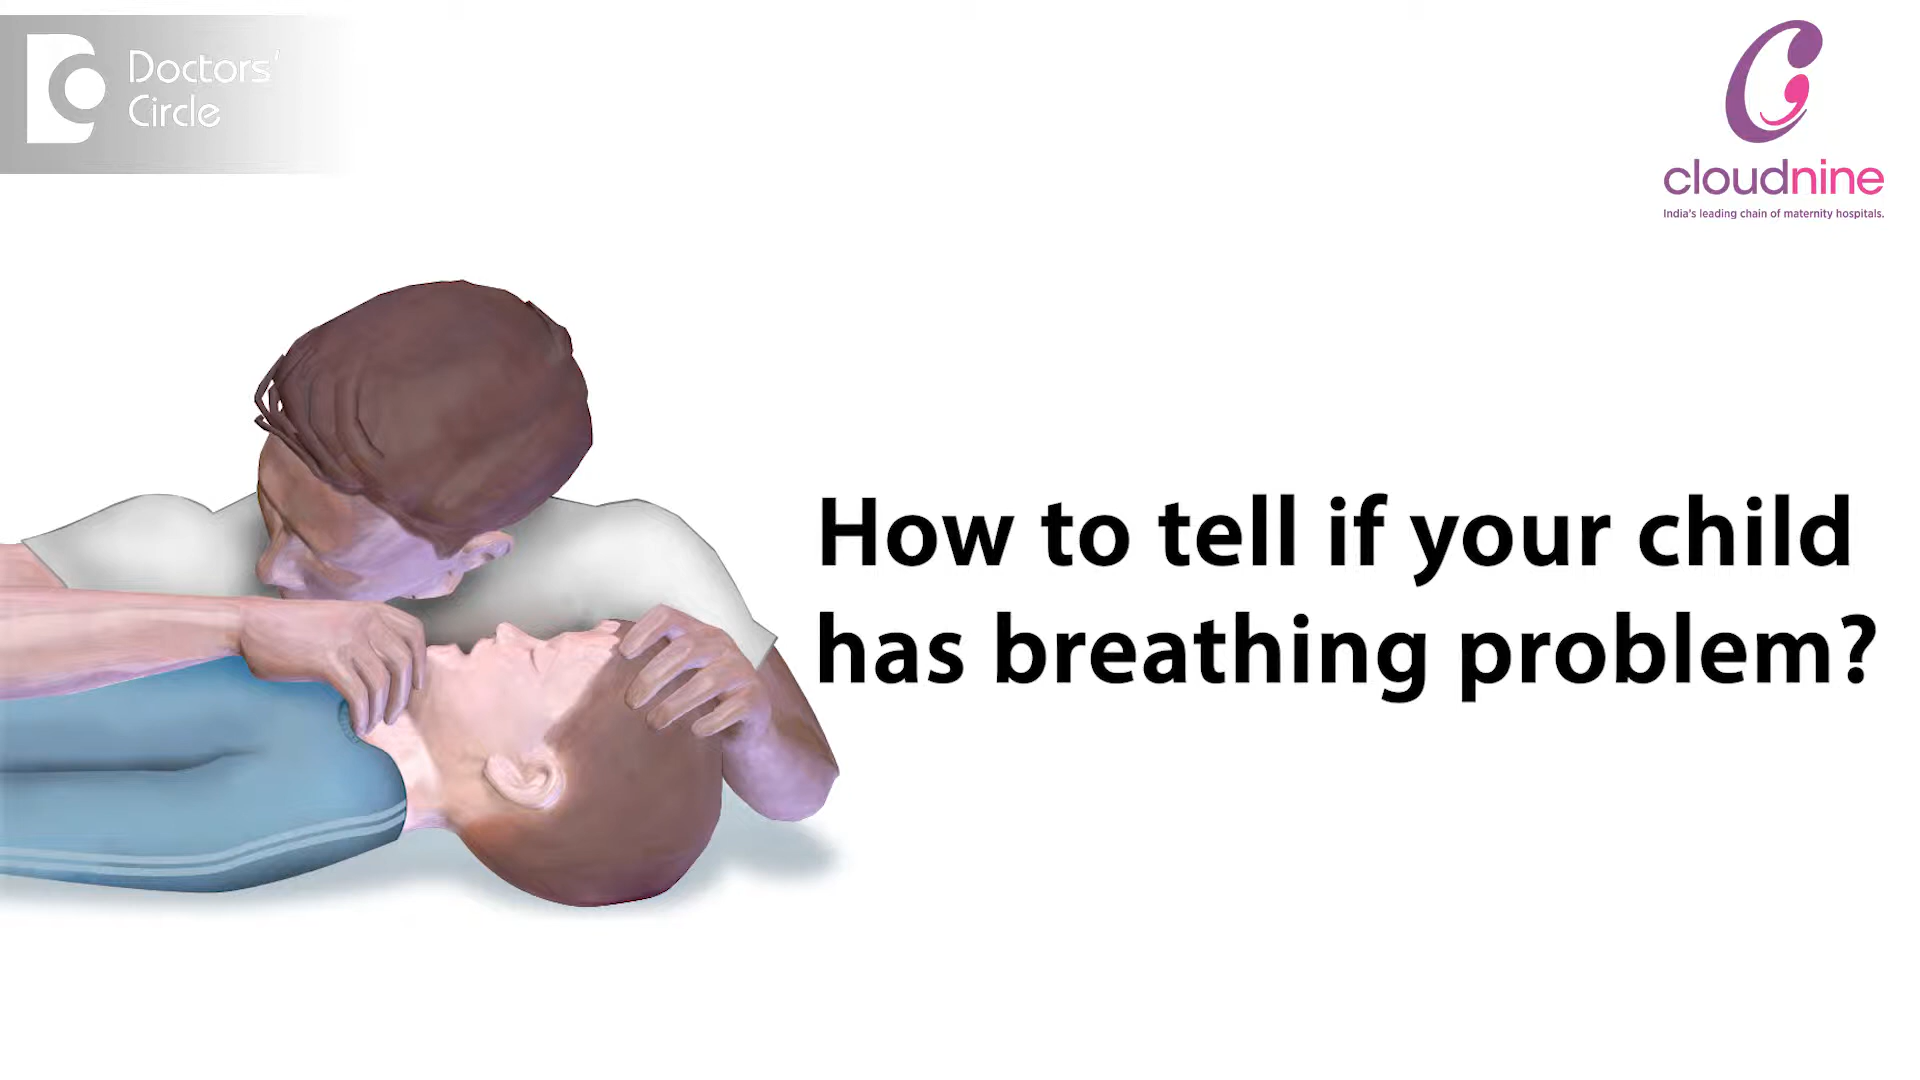 Doctors'
Circle
cloudnine
India's leading chain of maternity hospitals.
How to tell if your child
has breathing problem?